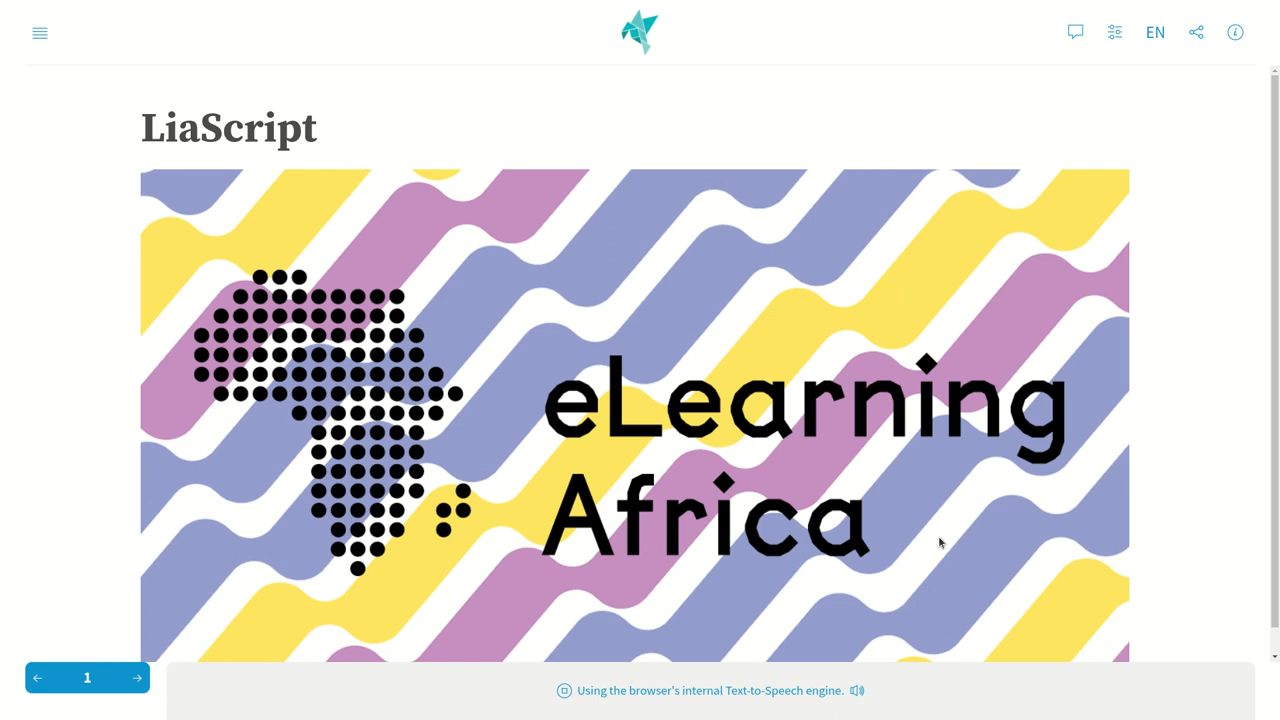 EN
LiaScript
eLearning
Africa
1
Using the browser's internal Text-to-Speech engine.